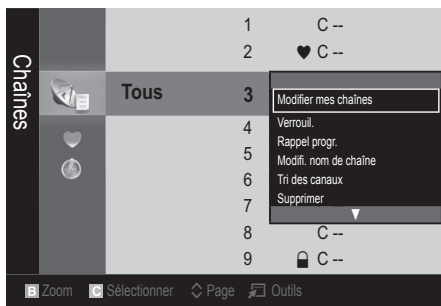 Chaînes
1 C --
2 ♥ C --
Tous 3
4
5
6
7
8 C --
9 C --
Modifier mes chaînes
Verrouil.
Rappel progr.
Modifi. nom de chaîne
Tri des canaux
Supprimer
▼
B Zoom C Sélectionner Page Outils